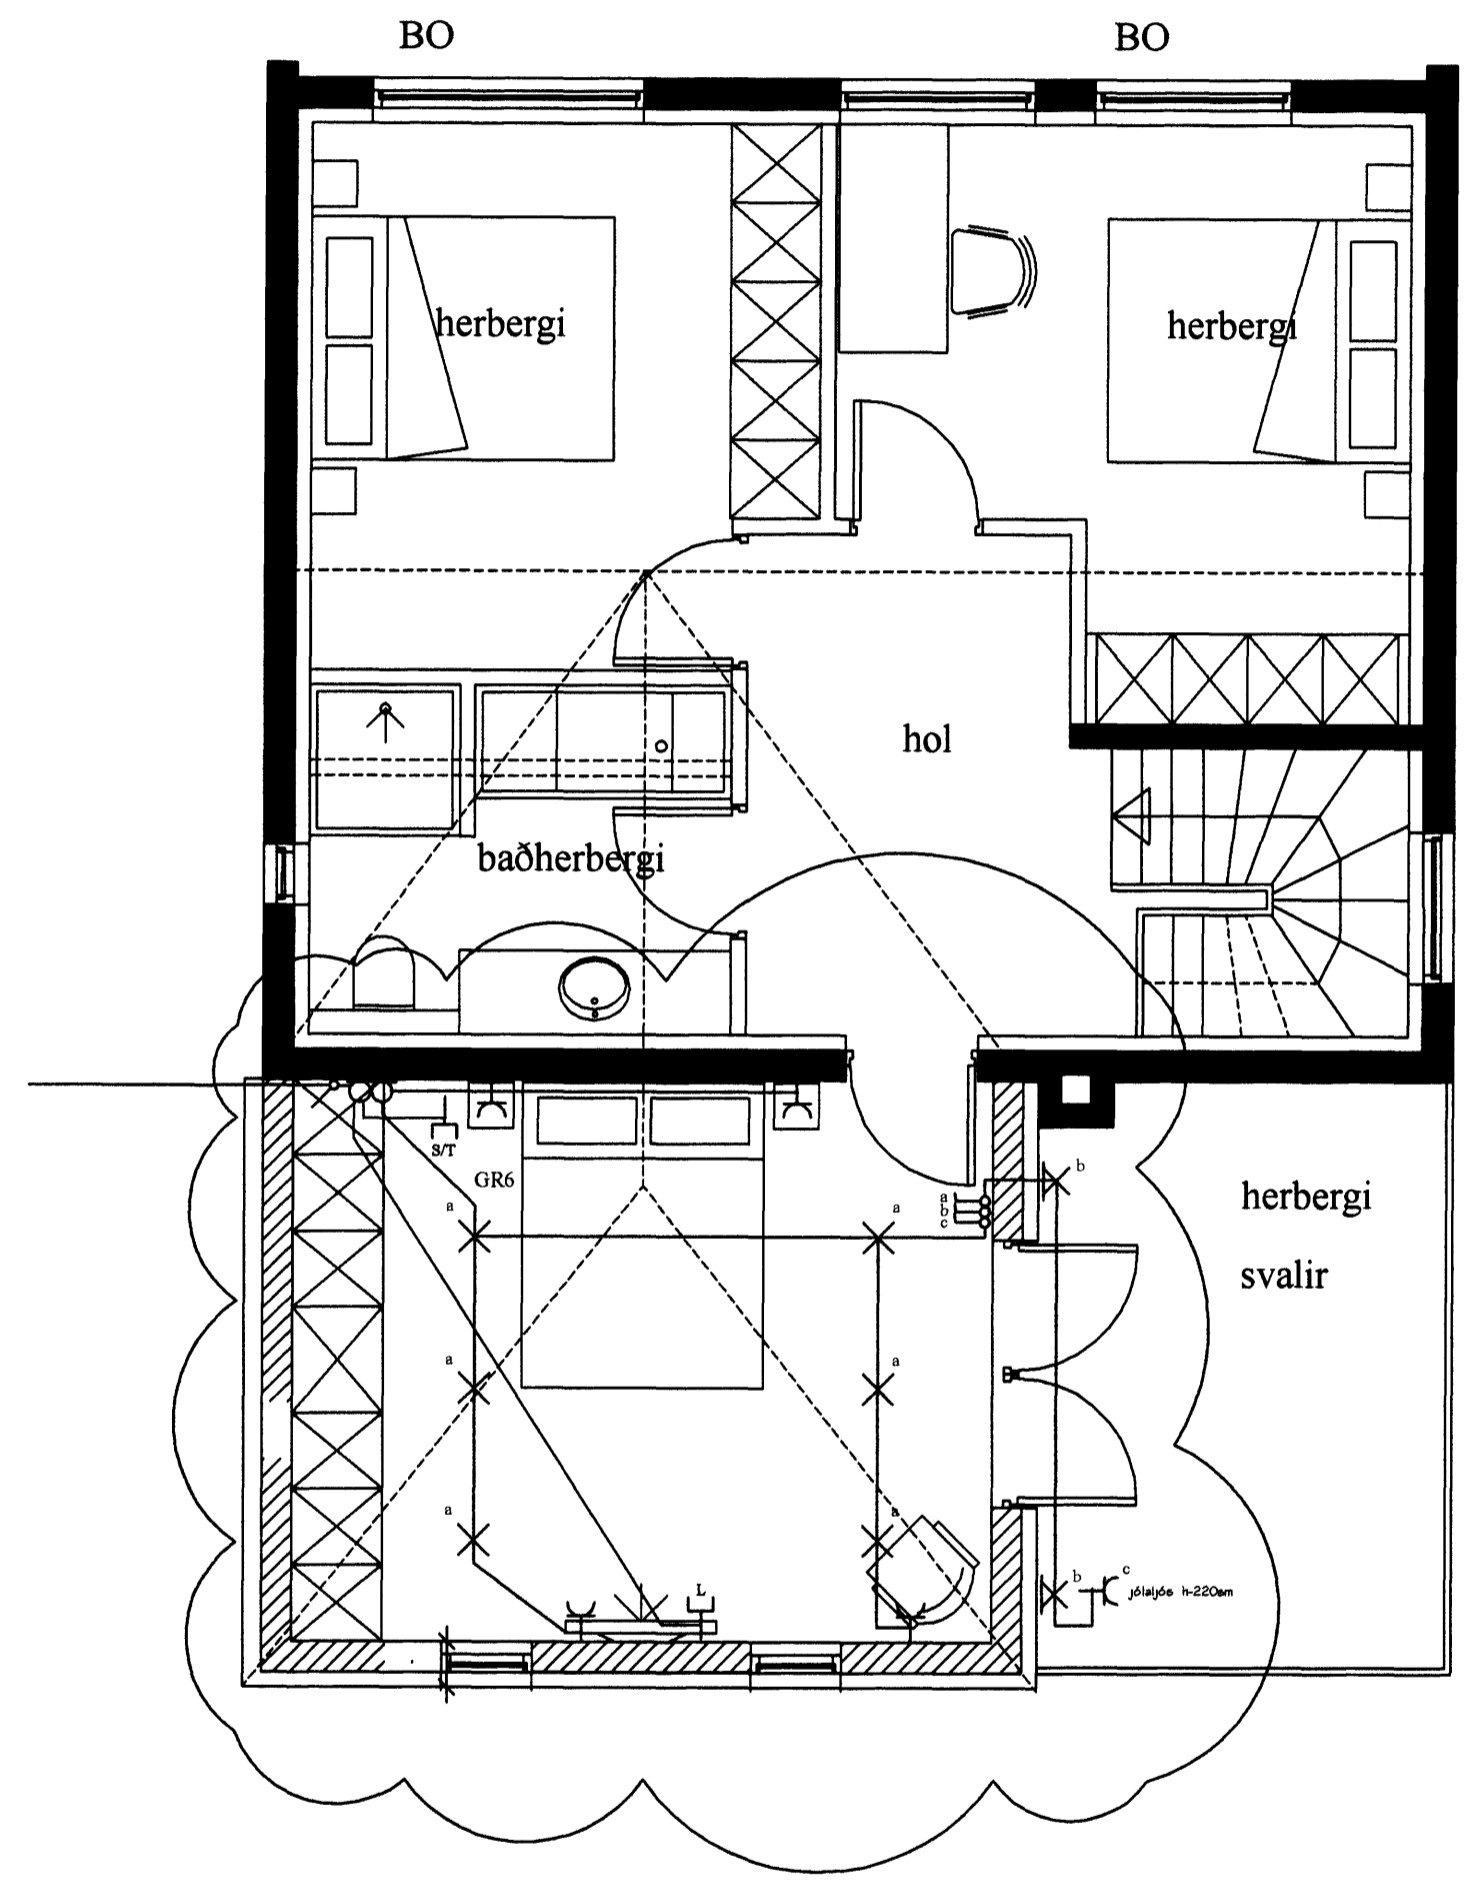 BO BO
herbergi herbergi
hol
baðherbergi
S/T
GR6
a a
a
b
c
b
herbergi
svalir
a a
a a
L
b c
jólaljós h-220sm